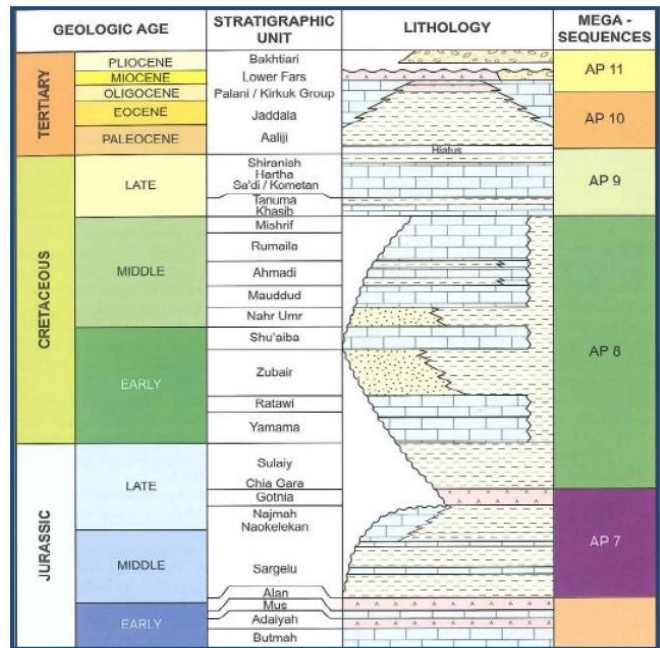 GEOLOGIC AGE
STRATIGRAPHIC
UNIT
LITHOLOGY
MEGA -
SEQUENCES
TERTIARY
PLIOCENE
MIOCENE
OLIGOCENE
EOCENE
PALEOCENE
CRETACEOUS
LATE
MIDDLE
EARLY
JURASSIC
LATE
MIDDLE
EARLY
Bakhtiari
Lower Fars
Palani / Kirkuk Group
Jaddala
Aaliji
Shiranish
Hartha
Sa'di / Kometan
Tanuma
Khasib
Mishrif
Rumaila
Ahmadi
Mauddud
Nahr Umr
Shu'aiba
Zubair
Ratawi
Yamama
Sulaiy
Chia Gara
Gotnia
Najmah
Naokelekan
Sargelu
Alan
Mus
Adaiyah
Butmah
Hiatus
AP 11
AP 10
AP 9
AP 8
AP 7